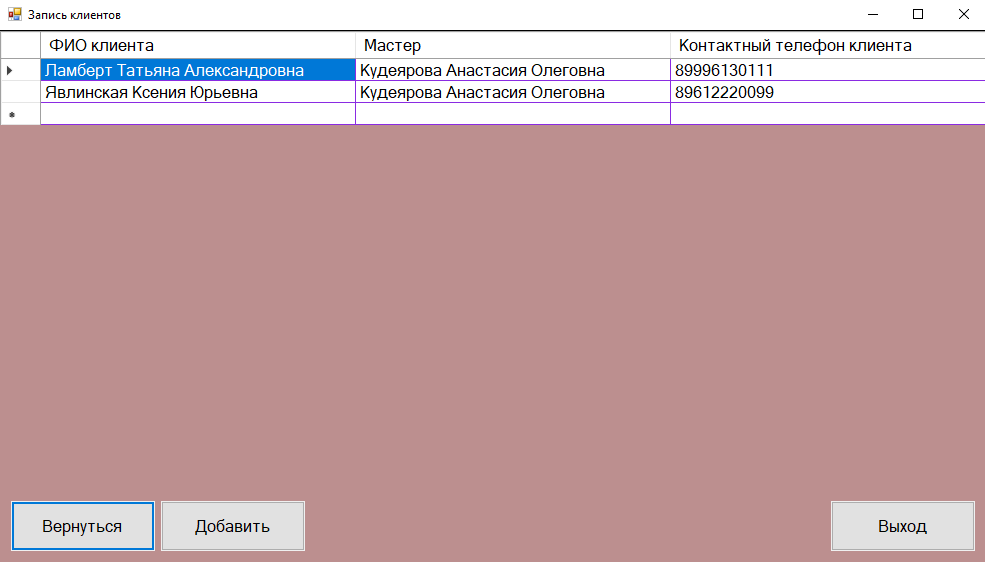 Запись клиентов
ФИО клиента Мастер Контактный телефон клиента
Ламберт Татьяна Александровна Кудеярова Анастасия Олеговна 89996130111
Явлинская Ксения Юрьевна Кудеярова Анастасия Олеговна 89612220099
Вернуться Добавить Выход